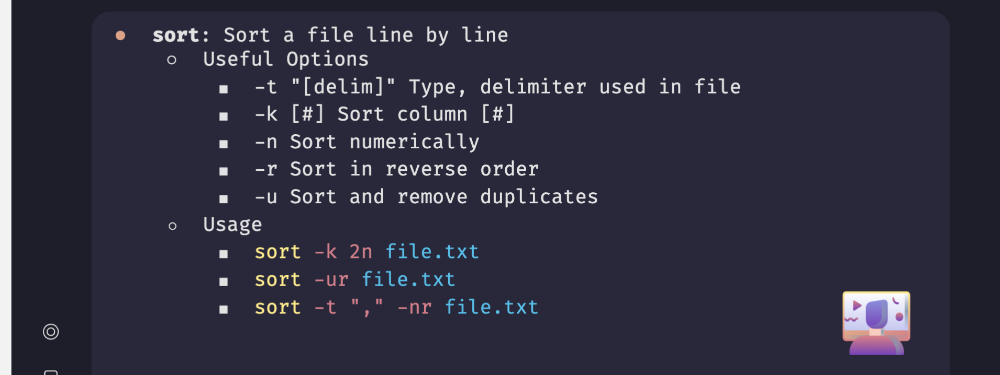 sort: Sort a file line by line
Useful Options
-t "[delim]" Type, delimiter used in file
-k [#] Sort column [#]
-n Sort numerically
-r Sort in reverse order
-u Sort and remove duplicates
Usage
sort -k 2n file.txt
sort -ur file.txt
sort -t "," -nr file.txt